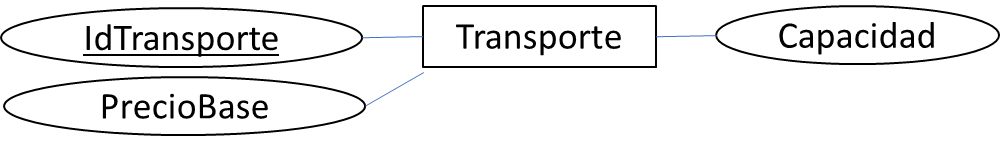 IdTransporte
Transporte
Capacidad
PrecioBase